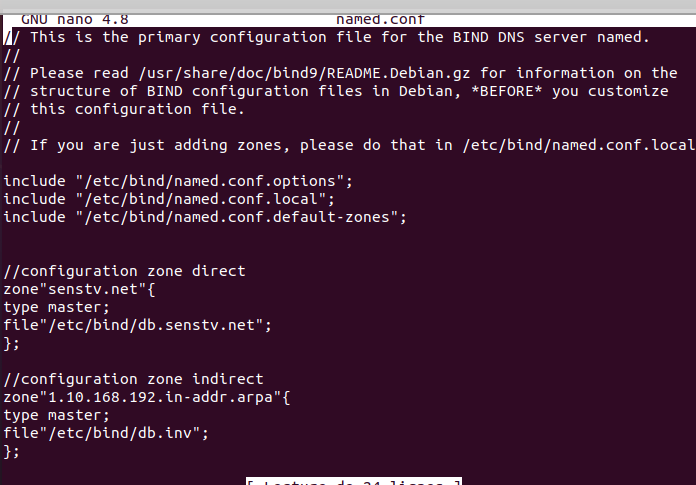 GNU nano 4.8 named.conf
// This is the primary configuration file for the BIND DNS server named.
//
// Please read /usr/share/doc/bind9/README.Debian.gz for information on the
// structure of BIND configuration files in Debian, *BEFORE* you customize
// this configuration file.
//
// If you are just adding zones, please do that in /etc/bind/named.conf.local
include "/etc/bind/named.conf.options";
include "/etc/bind/named.conf.local";
include "/etc/bind/named.conf.default-zones";
//configuration zone direct
zone"senstv.net"{
type master;
file"/etc/bind/db.senstv.net";
};
//configuration zone indirect
zone"1.10.168.192.in-addr.arpa"{
type master;
file"/etc/bind/db.inv";
};